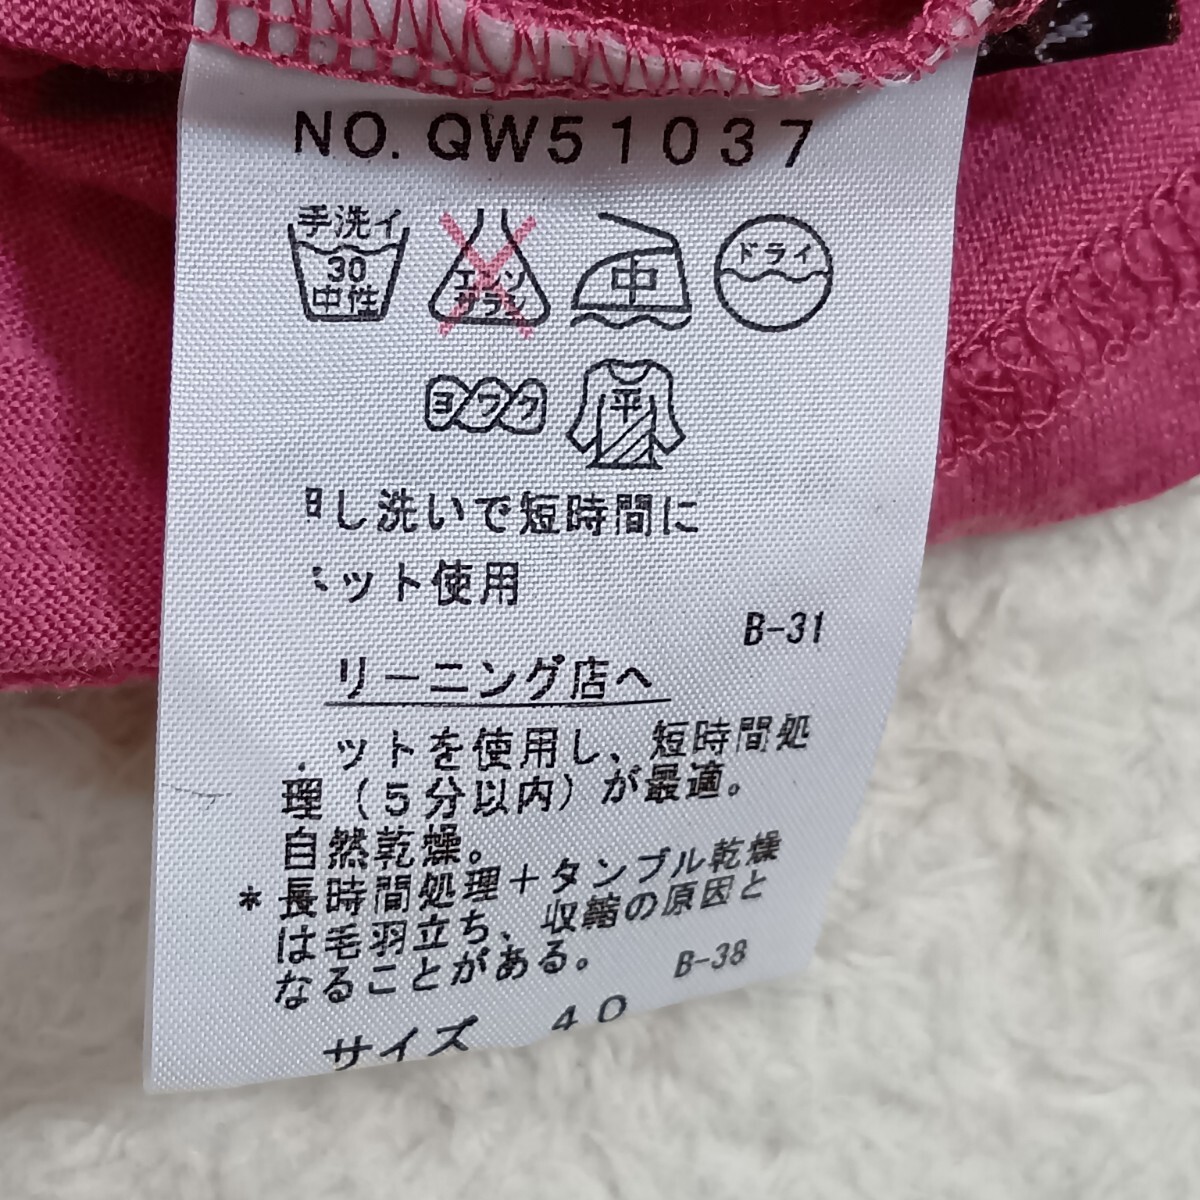 NO. QW51037
手洗イ
30
中性
エンソ
サラシ
中
ドライ
ヨワク
平
し洗いで短時間に
ット使用
B-31
リーニング店へ
ットを使用し、短時間処
理(5分以内)が最適。
自然乾燥。
*長時間処理+タンブル乾燥
は毛羽立ち、収縮の原因と
なることがある。
B-38
サイズ 40